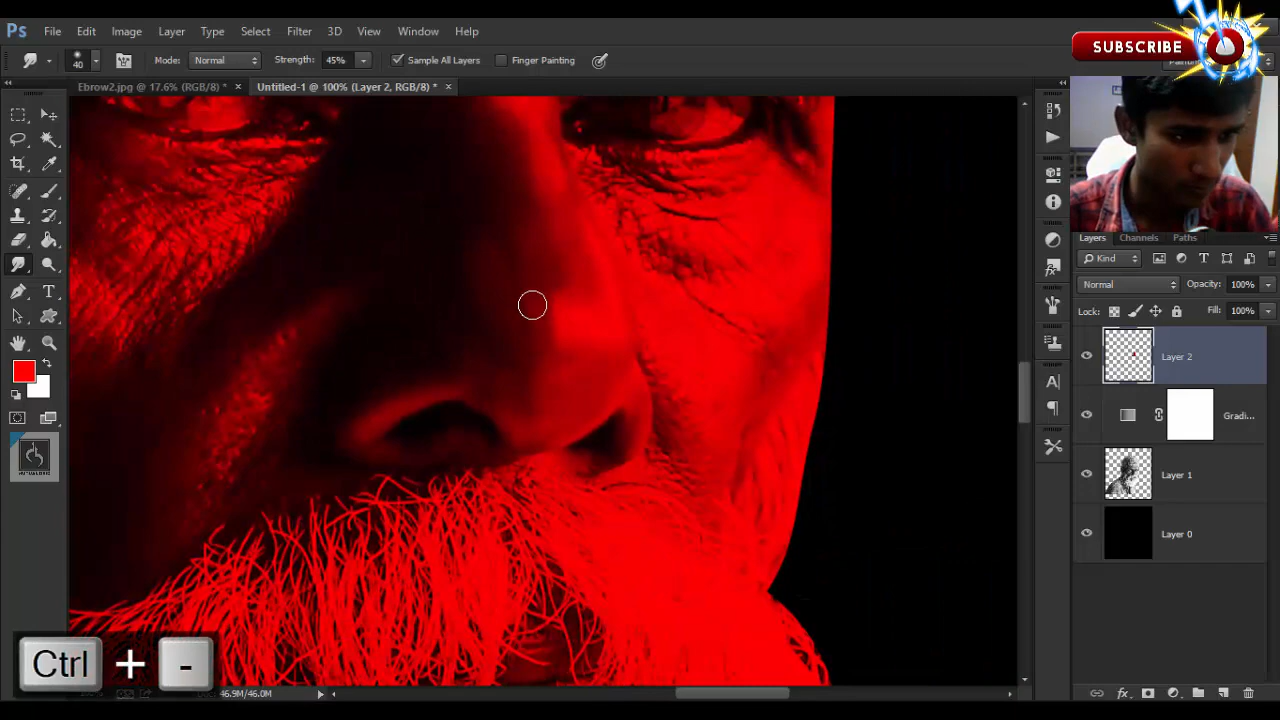 Ps File Edit Image Layer Type Select Filter 3D View Window Help
SUBSCRIBE
40 Mode: Normal Strength: 45% Sample All Layers Finger Painting
Ebrow2.jpg @ 17.6% (RGB/8) * × Untitled-1 @ 100% (Layer 2, RGB/8) * ×
Layers Channels Paths
Kind
Normal Opacity: 100%
Lock: Fill: 100%
Layer 2
Gradi...
Layer 1
Layer 0
Ctrl + -
46.9M/46.0M